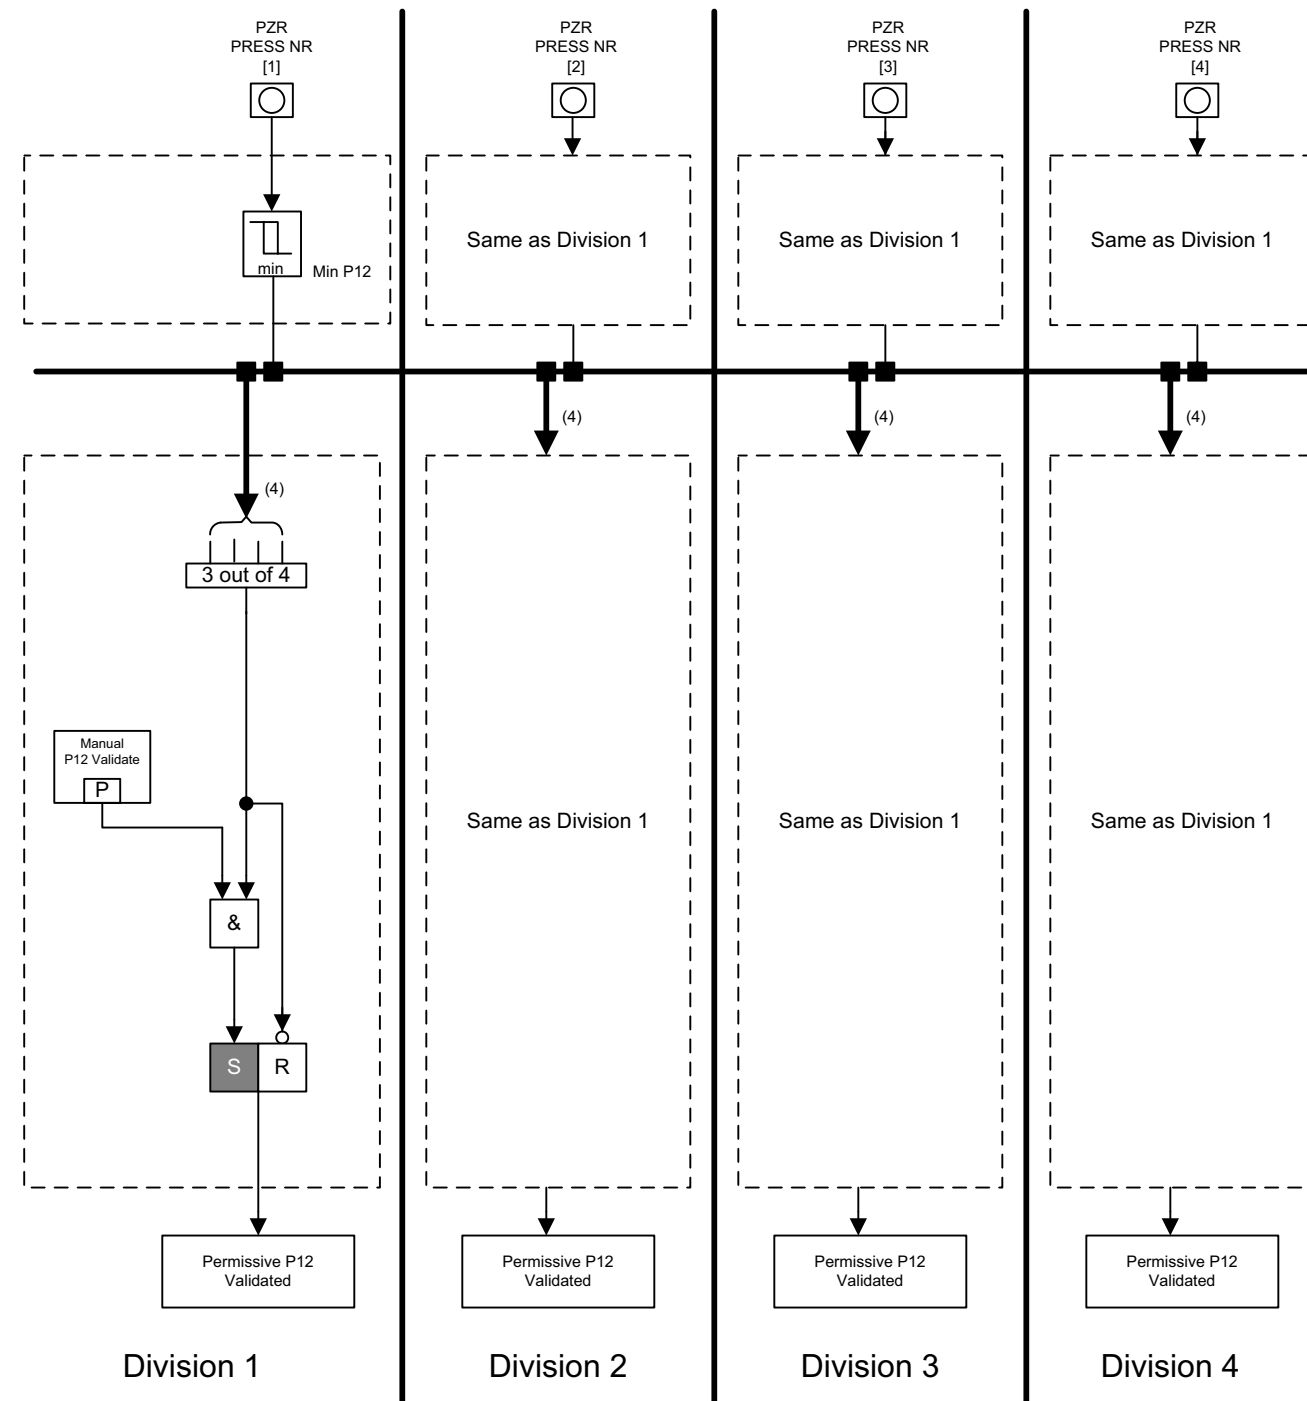 PZR
PRESS NR
[1]
PZR
PRESS NR
[2]
PZR
PRESS NR
[3]
PZR
PRESS NR
[4]
min
Min P12
Same as Division 1
Same as Division 1
Same as Division 1
(4)
(4)
(4)
(4)
3 out of 4
Manual
P12 Validate
P
&
S
R
Same as Division 1
Same as Division 1
Same as Division 1
Permissive P12
Validated
Permissive P12
Validated
Permissive P12
Validated
Permissive P12
Validated
Division 1
Division 2
Division 3
Division 4